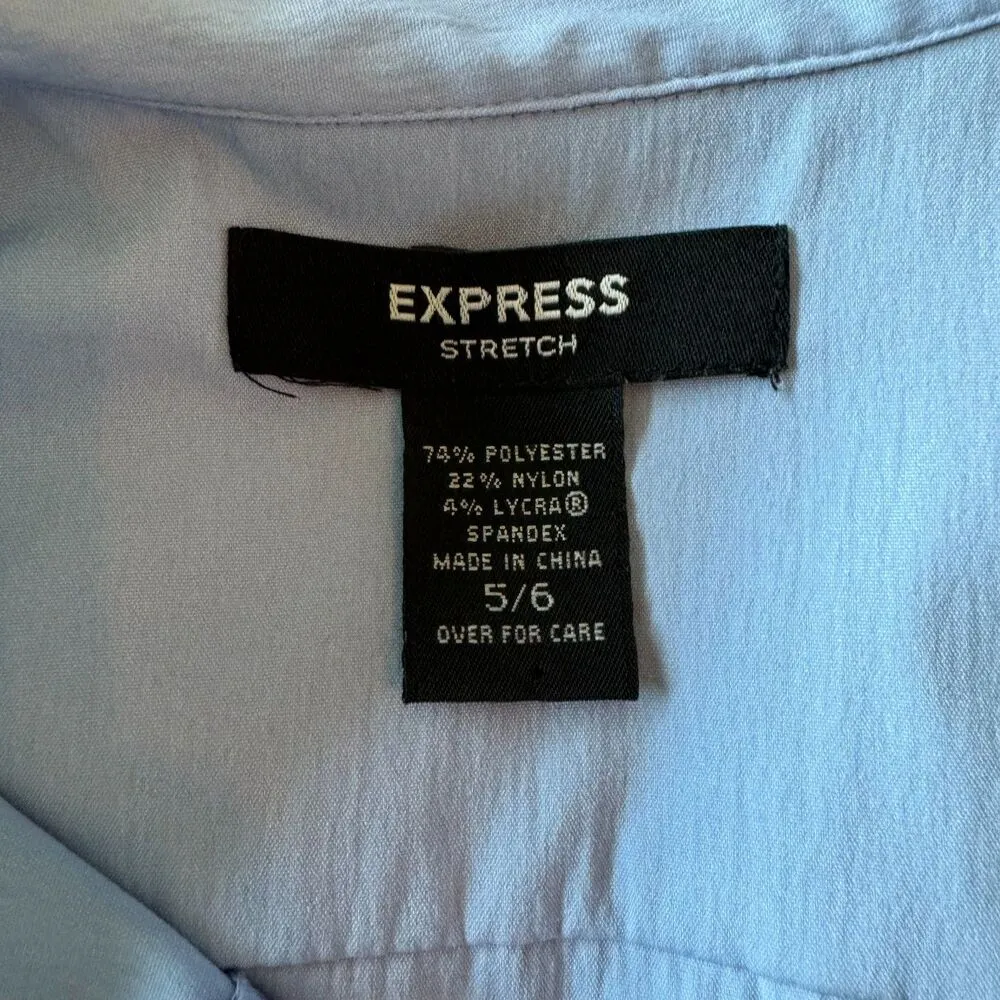 EXPRESS
STRETCH
74% POLYESTER
22% NYLON
4% LYCRA®
SPANDEX
MADE IN CHINA
5/6
OVER FOR CARE